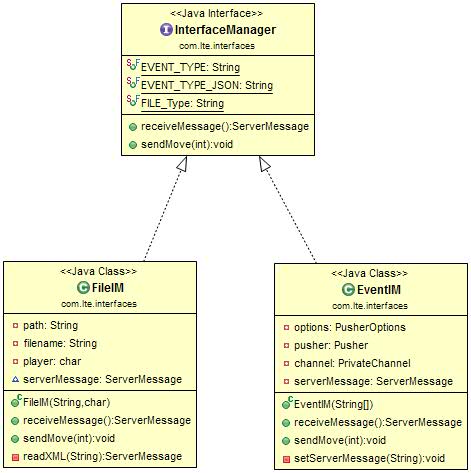 <<Java Interface>>
I InterfaceManager
com.lte.interfaces
S F EVENT_TYPE: String
S F EVENT_TYPE_JSON: String
S F FILE_Type: String
receiveMessage():ServerMessage
sendMove(int):void
<<Java Class>>
C FileIM
com.lte.interfaces
path: String
filename: String
player: char
serverMessage: ServerMessage
C FileIM(String,char)
receiveMessage():ServerMessage
sendMove(int):void
readXML(String):ServerMessage
<<Java Class>>
C EventIM
com.lte.interfaces
options: PusherOptions
pusher: Pusher
channel: PrivateChannel
serverMessage: ServerMessage
C EventIM(String[])
receiveMessage():ServerMessage
sendMove(int):void
setServerMessage(String):void